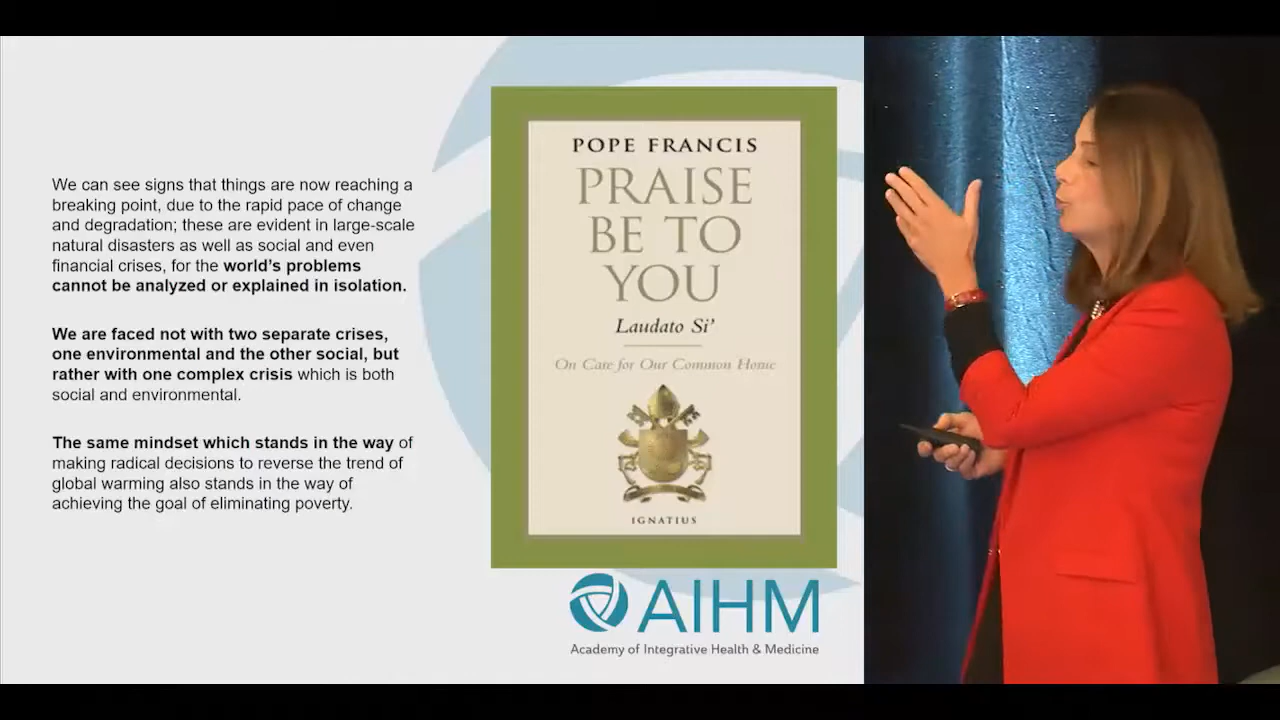 We can see signs that things are now reaching a
breaking point, due to the rapid pace of change
and degradation; these are evident in large-scale
natural disasters as well as social and even
financial crises, for the world's problems
cannot be analyzed or explained in isolation.
We are faced not with two separate crises,
one environmental and the other social, but
rather with one complex crisis which is both
social and environmental.
The same mindset which stands in the way of
making radical decisions to reverse the trend of
global warming also stands in the way of
achieving the goal of eliminating poverty.
POPE FRANCIS
PRAISE
BE TO
YOU
Laudato Si'
On Care for Our Common Home
IGNATIUS
AIHM
Academy of Integrative Health & Medicine